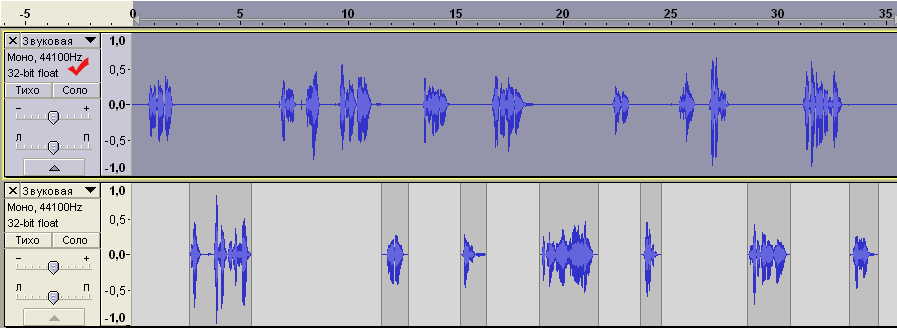 -5 0 5 10 15 20 25 30 35
Звуковая
Моно, 44100Hz
32-bit float
Тихо Соло
- +
Л П
1,0
0,5
0,0
-0,5
-1,0
Звуковая
Моно, 44100Hz
32-bit float
Тихо Соло
- +
Л П
1,0
0,5
0,0
-0,5
-1,0